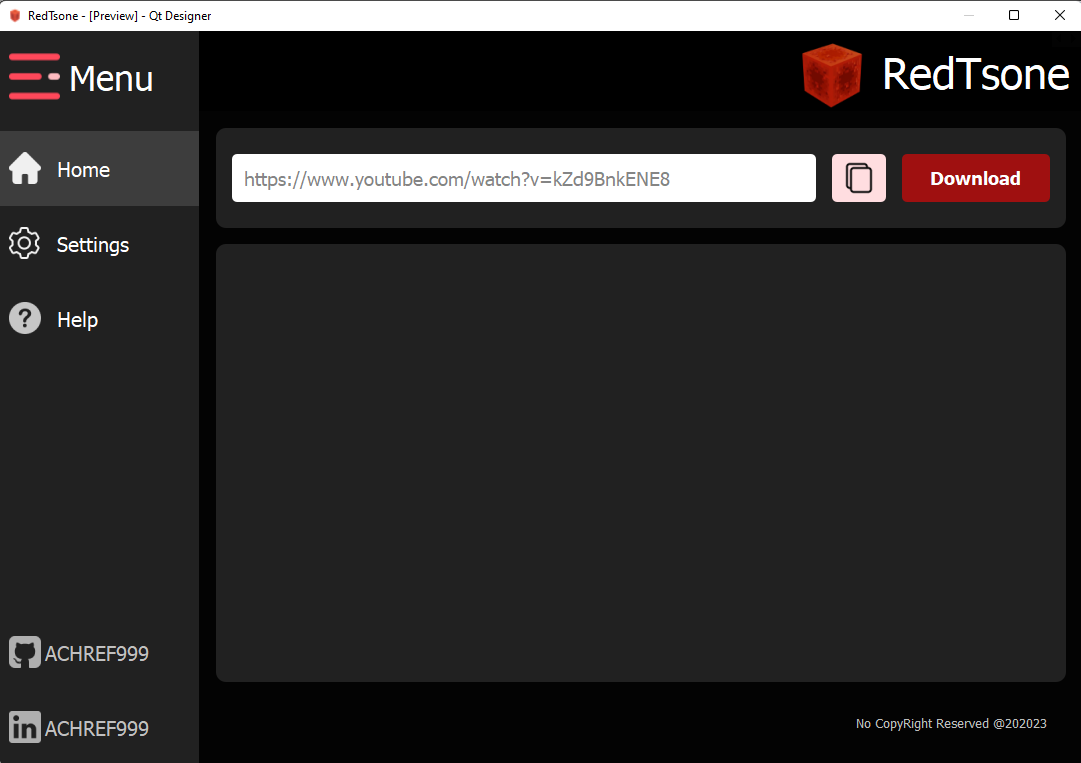 RedTsone - [Preview] - Qt Designer
Menu
RedTsone
Home
Settings
Help
https://www.youtube.com/watch?v=kZd9BnkENE8
Download
ACHREF999
in ACHREF999
No CopyRight Reserved @202023